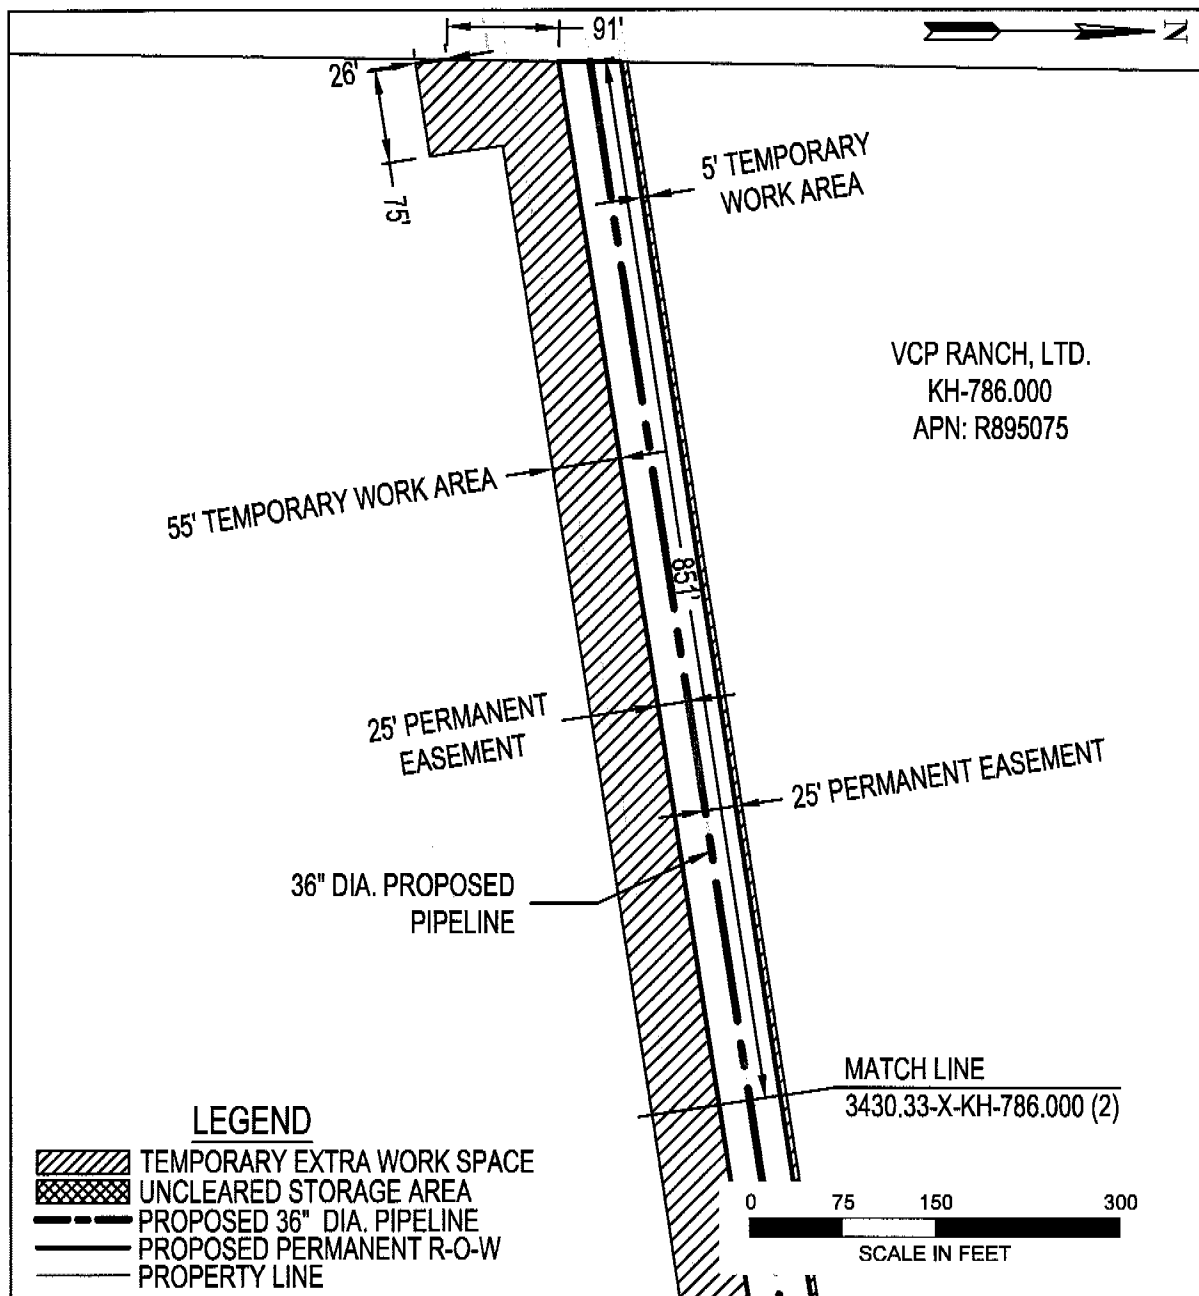 91'
N
26'
75'
5' TEMPORARY
WORK AREA
VCP RANCH, LTD.
KH-786.000
APN: R895075
55' TEMPORARY WORK AREA
851'
25' PERMANENT
EASEMENT
25' PERMANENT EASEMENT
36" DIA. PROPOSED
PIPELINE
MATCH LINE
3430.33-X-KH-786.000 (2)
LEGEND
TEMPORARY EXTRA WORK SPACE
UNCLEARED STORAGE AREA
PROPOSED 36" DIA. PIPELINE
PROPOSED PERMANENT R-O-W
PROPERTY LINE
0 75 150 300
SCALE IN FEET